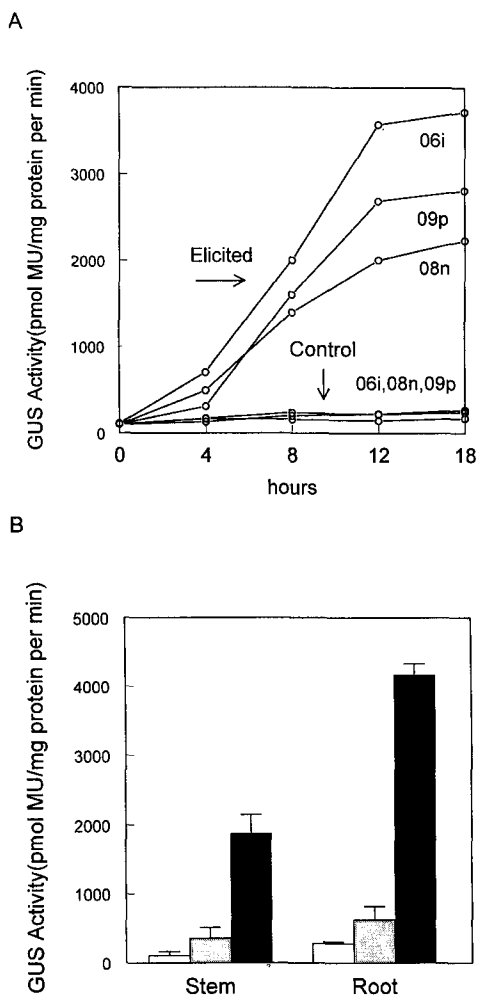 A
GUS Activity(pmol MU/mg protein per min)
4000
3000
2000
1000
0
06i
09p
08n
Elicited
Control
06i,08n,09p
0 4 8 12 18
hours
B
GUS Activity(pmol MU/mg protein per min)
5000
4000
3000
2000
1000
0
Stem Root